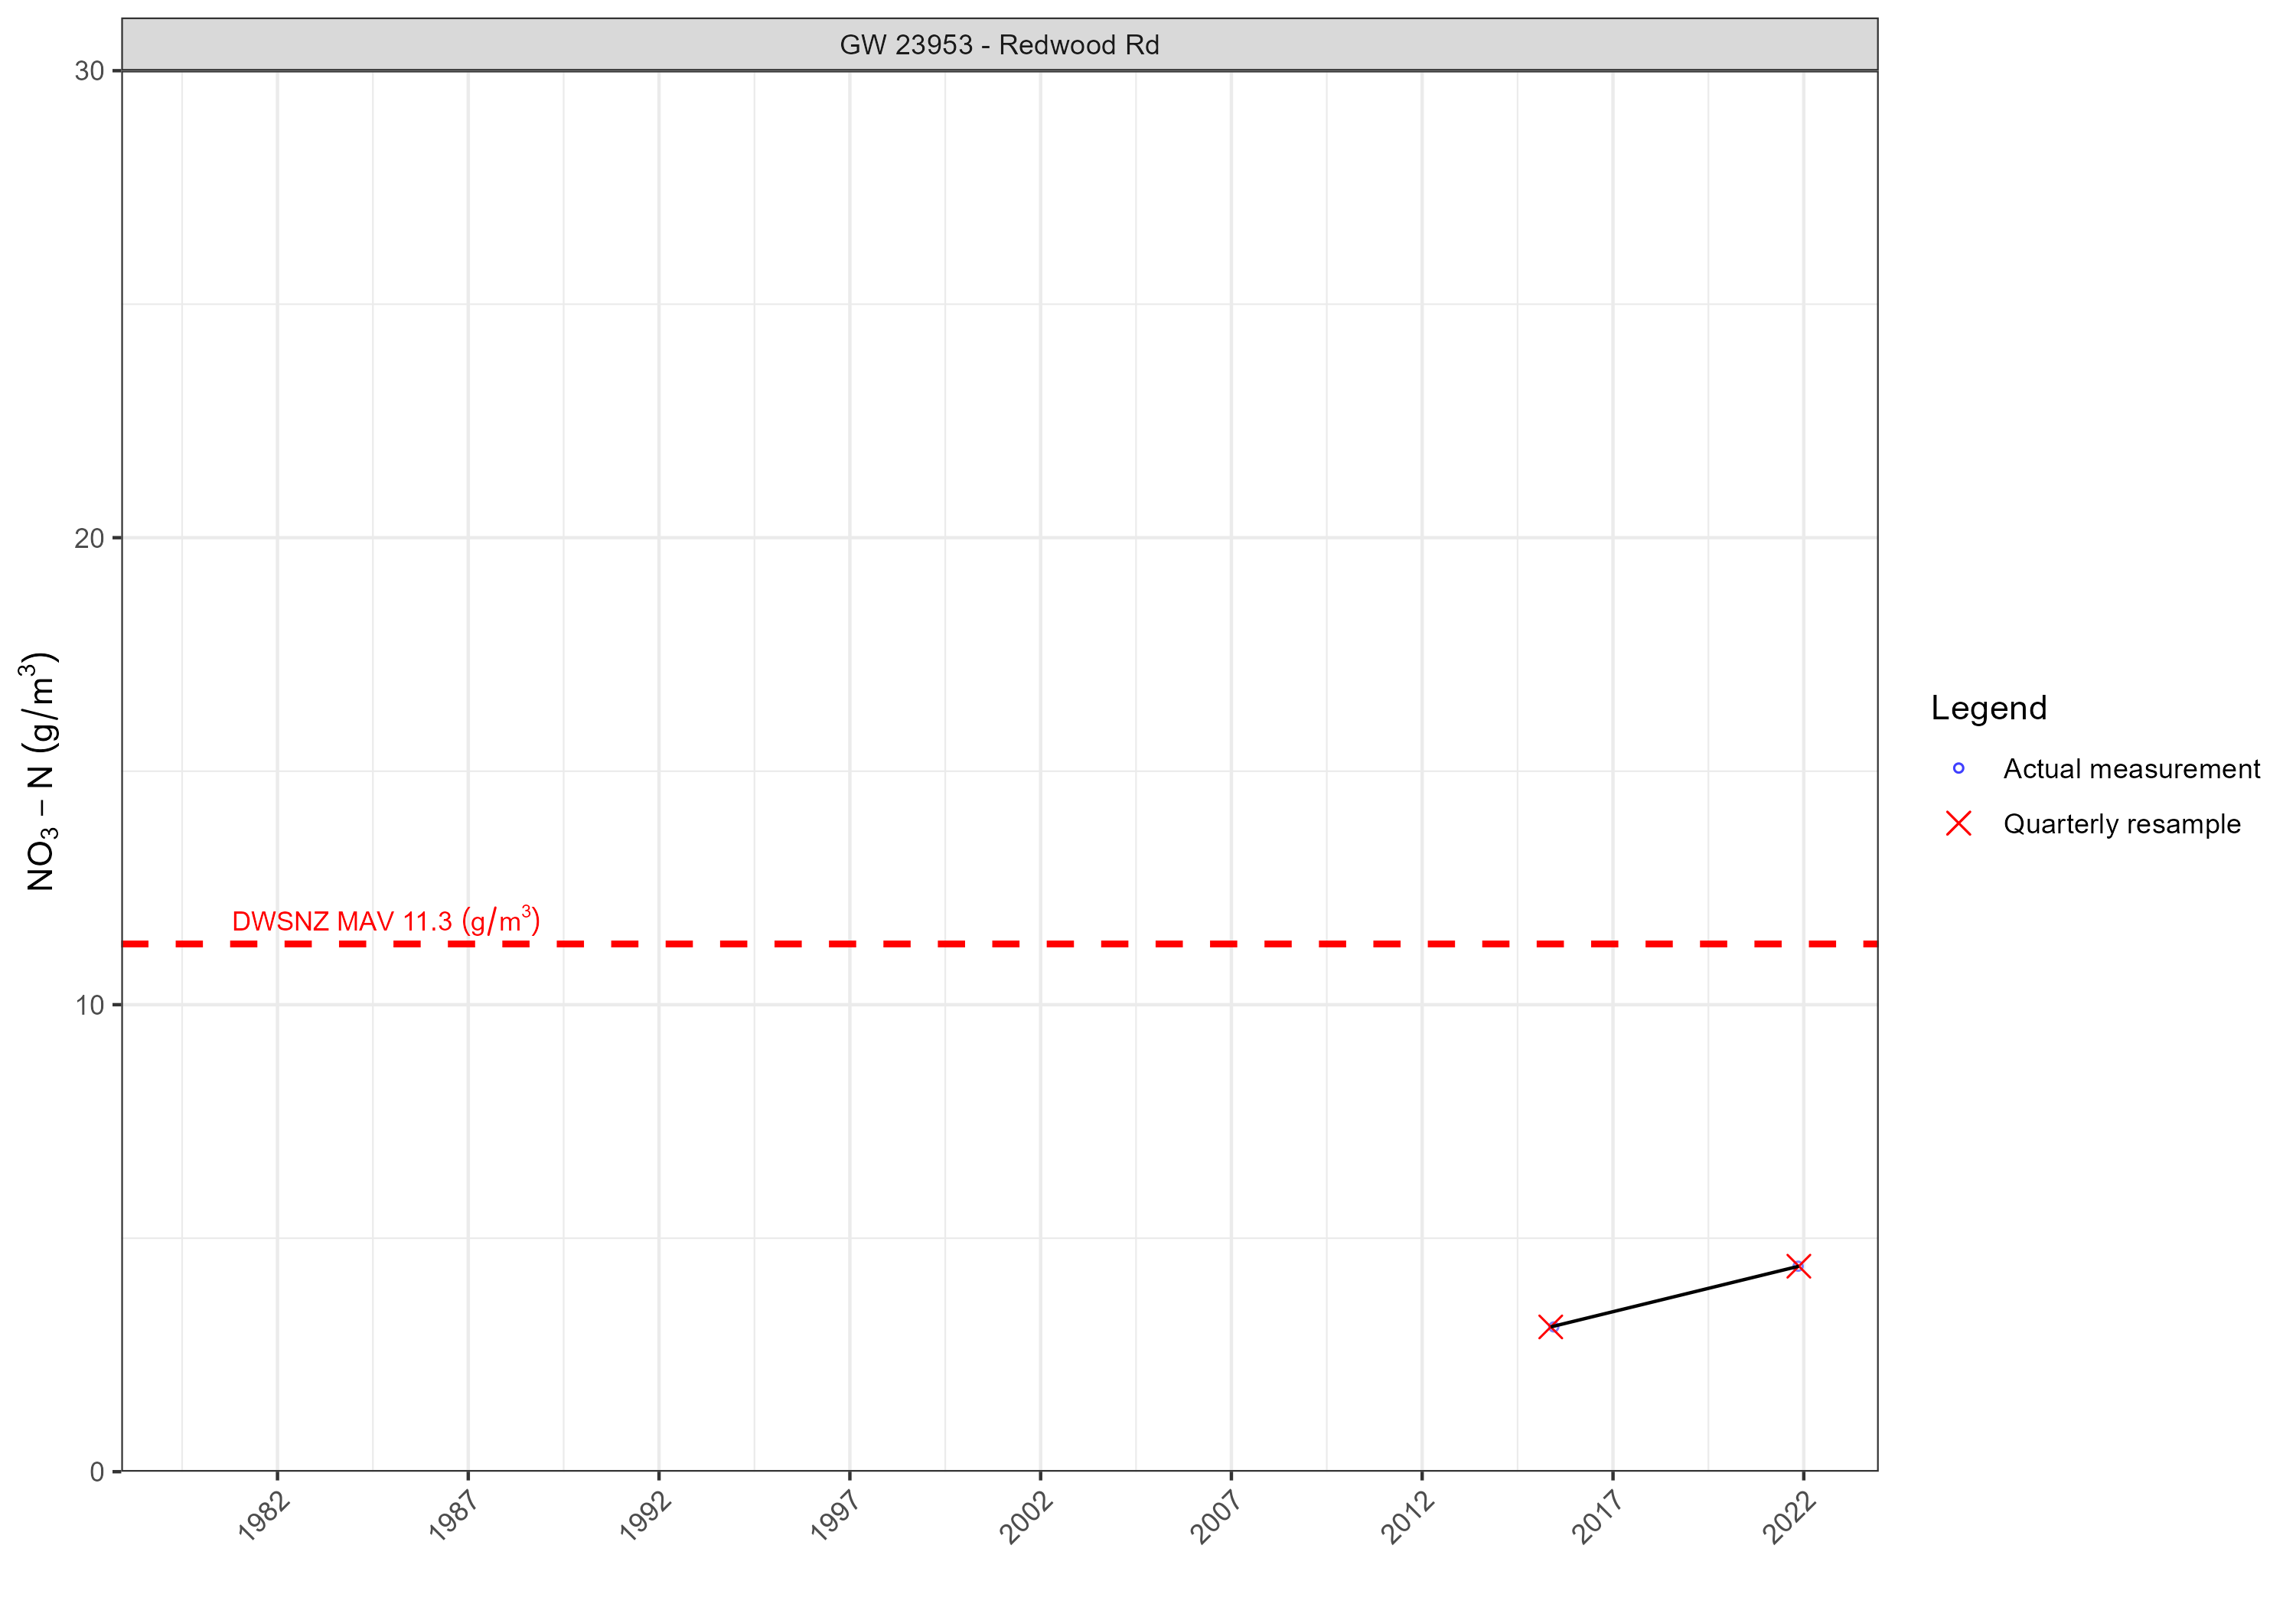 GW 23953 - Redwood Rd
30
20
10
0
NO₃ – N (g/m³)
DWSNZ MAV 11.3 (g/m³)
1982
1987
1992
1997
2002
2007
2012
2017
2022
Legend
Actual measurement
Quarterly resample